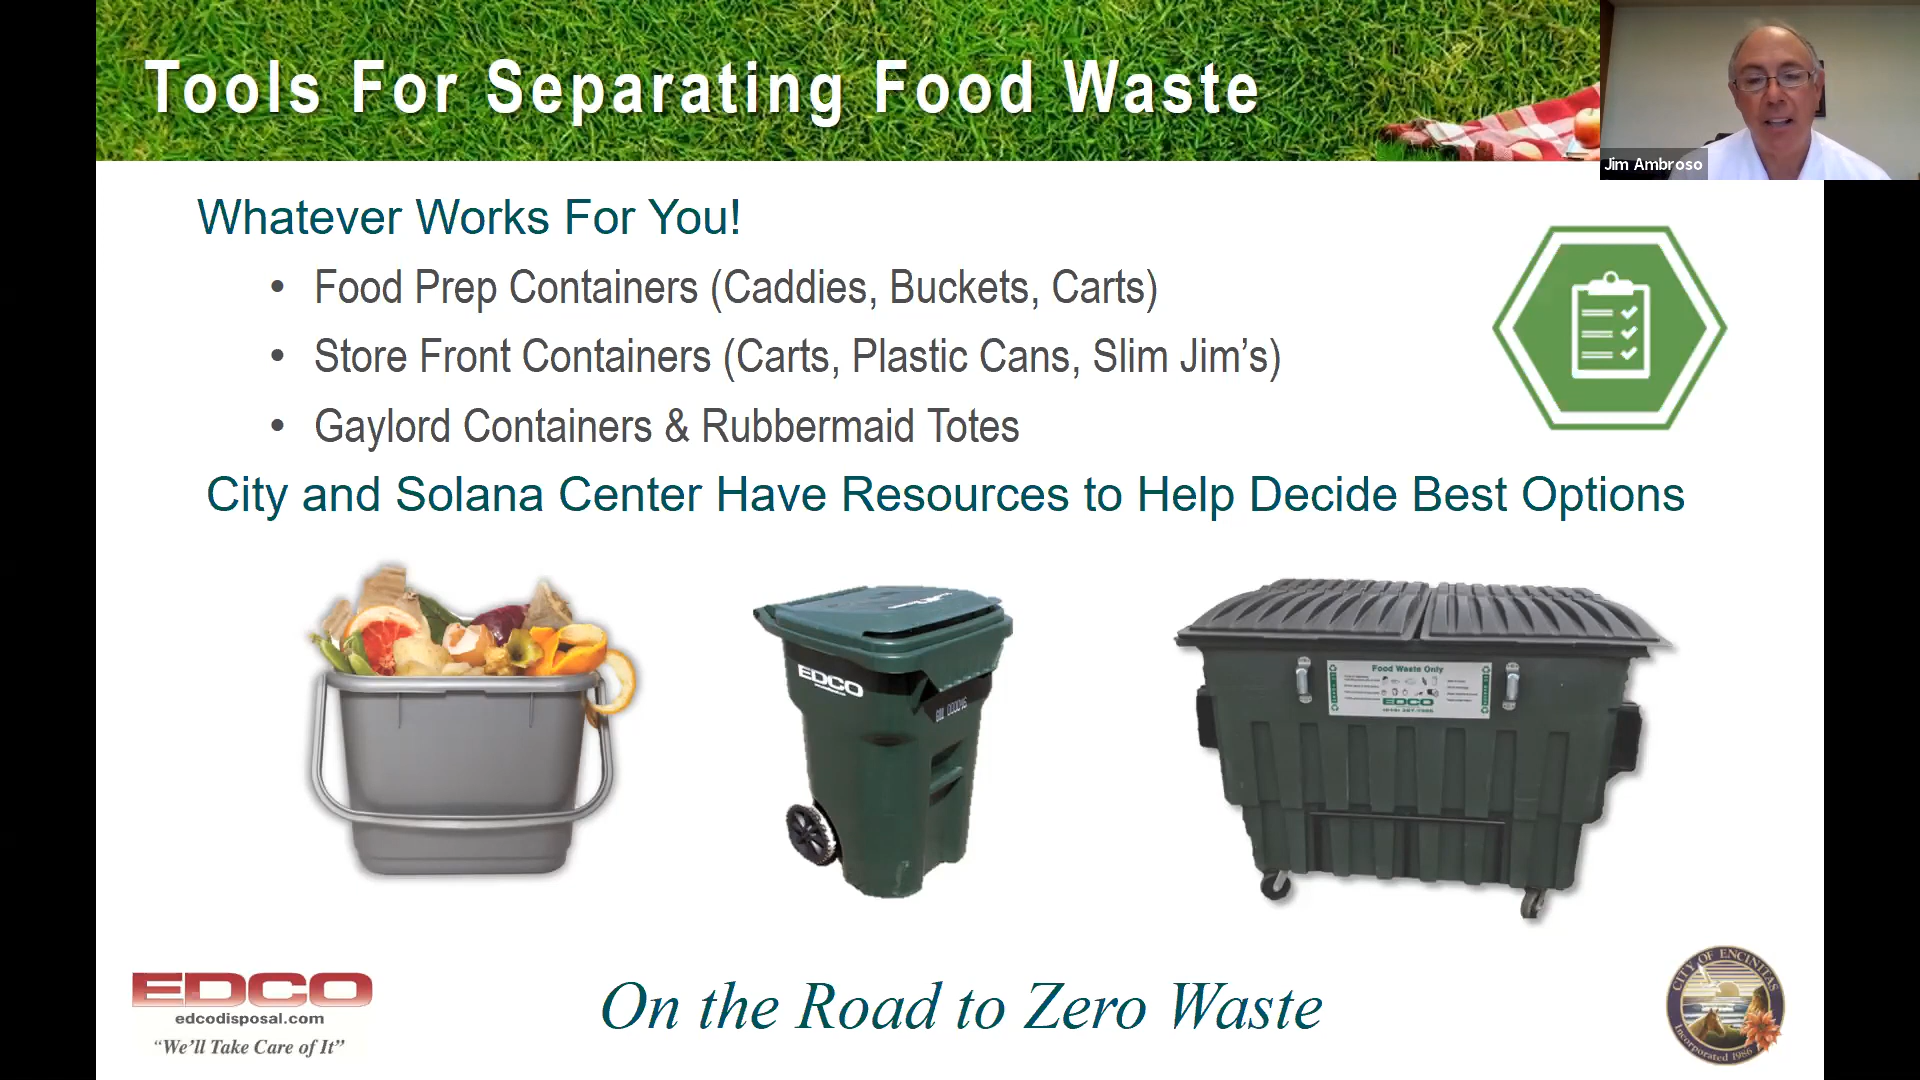 Tools For Separating Food Waste
Jim Ambroso
Whatever Works For You!
• Food Prep Containers (Caddies, Buckets, Carts)
• Store Front Containers (Carts, Plastic Cans, Slim Jim’s)
• Gaylord Containers & Rubbermaid Totes
City and Solana Center Have Resources to Help Decide Best Options
EDCO
Food Waste Only
EDCO
EDCO
edcodisposal.com
“We’ll Take Care of It”
On the Road to Zero Waste
CITY OF ENCINITAS
Incorporated 1986